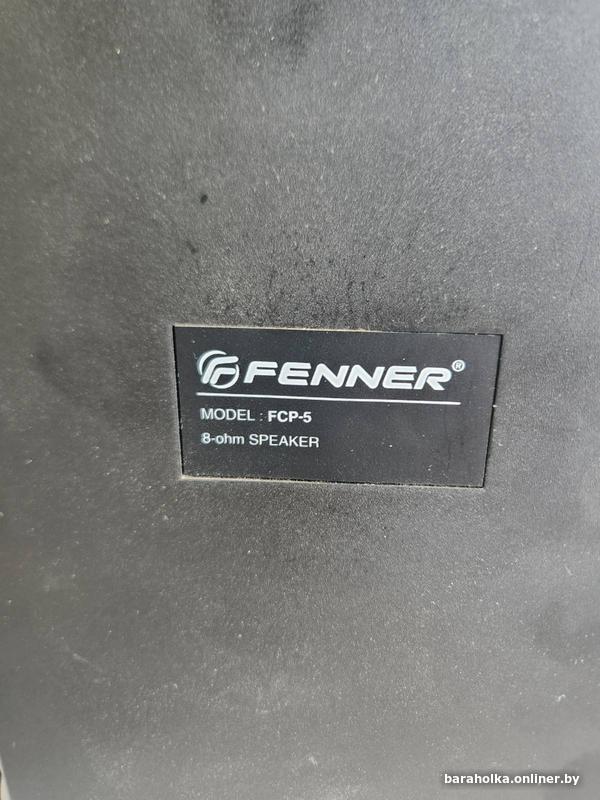 FENNER®
MODEL : FCP-5
8-ohm SPEAKER
baraholka.onliner.by